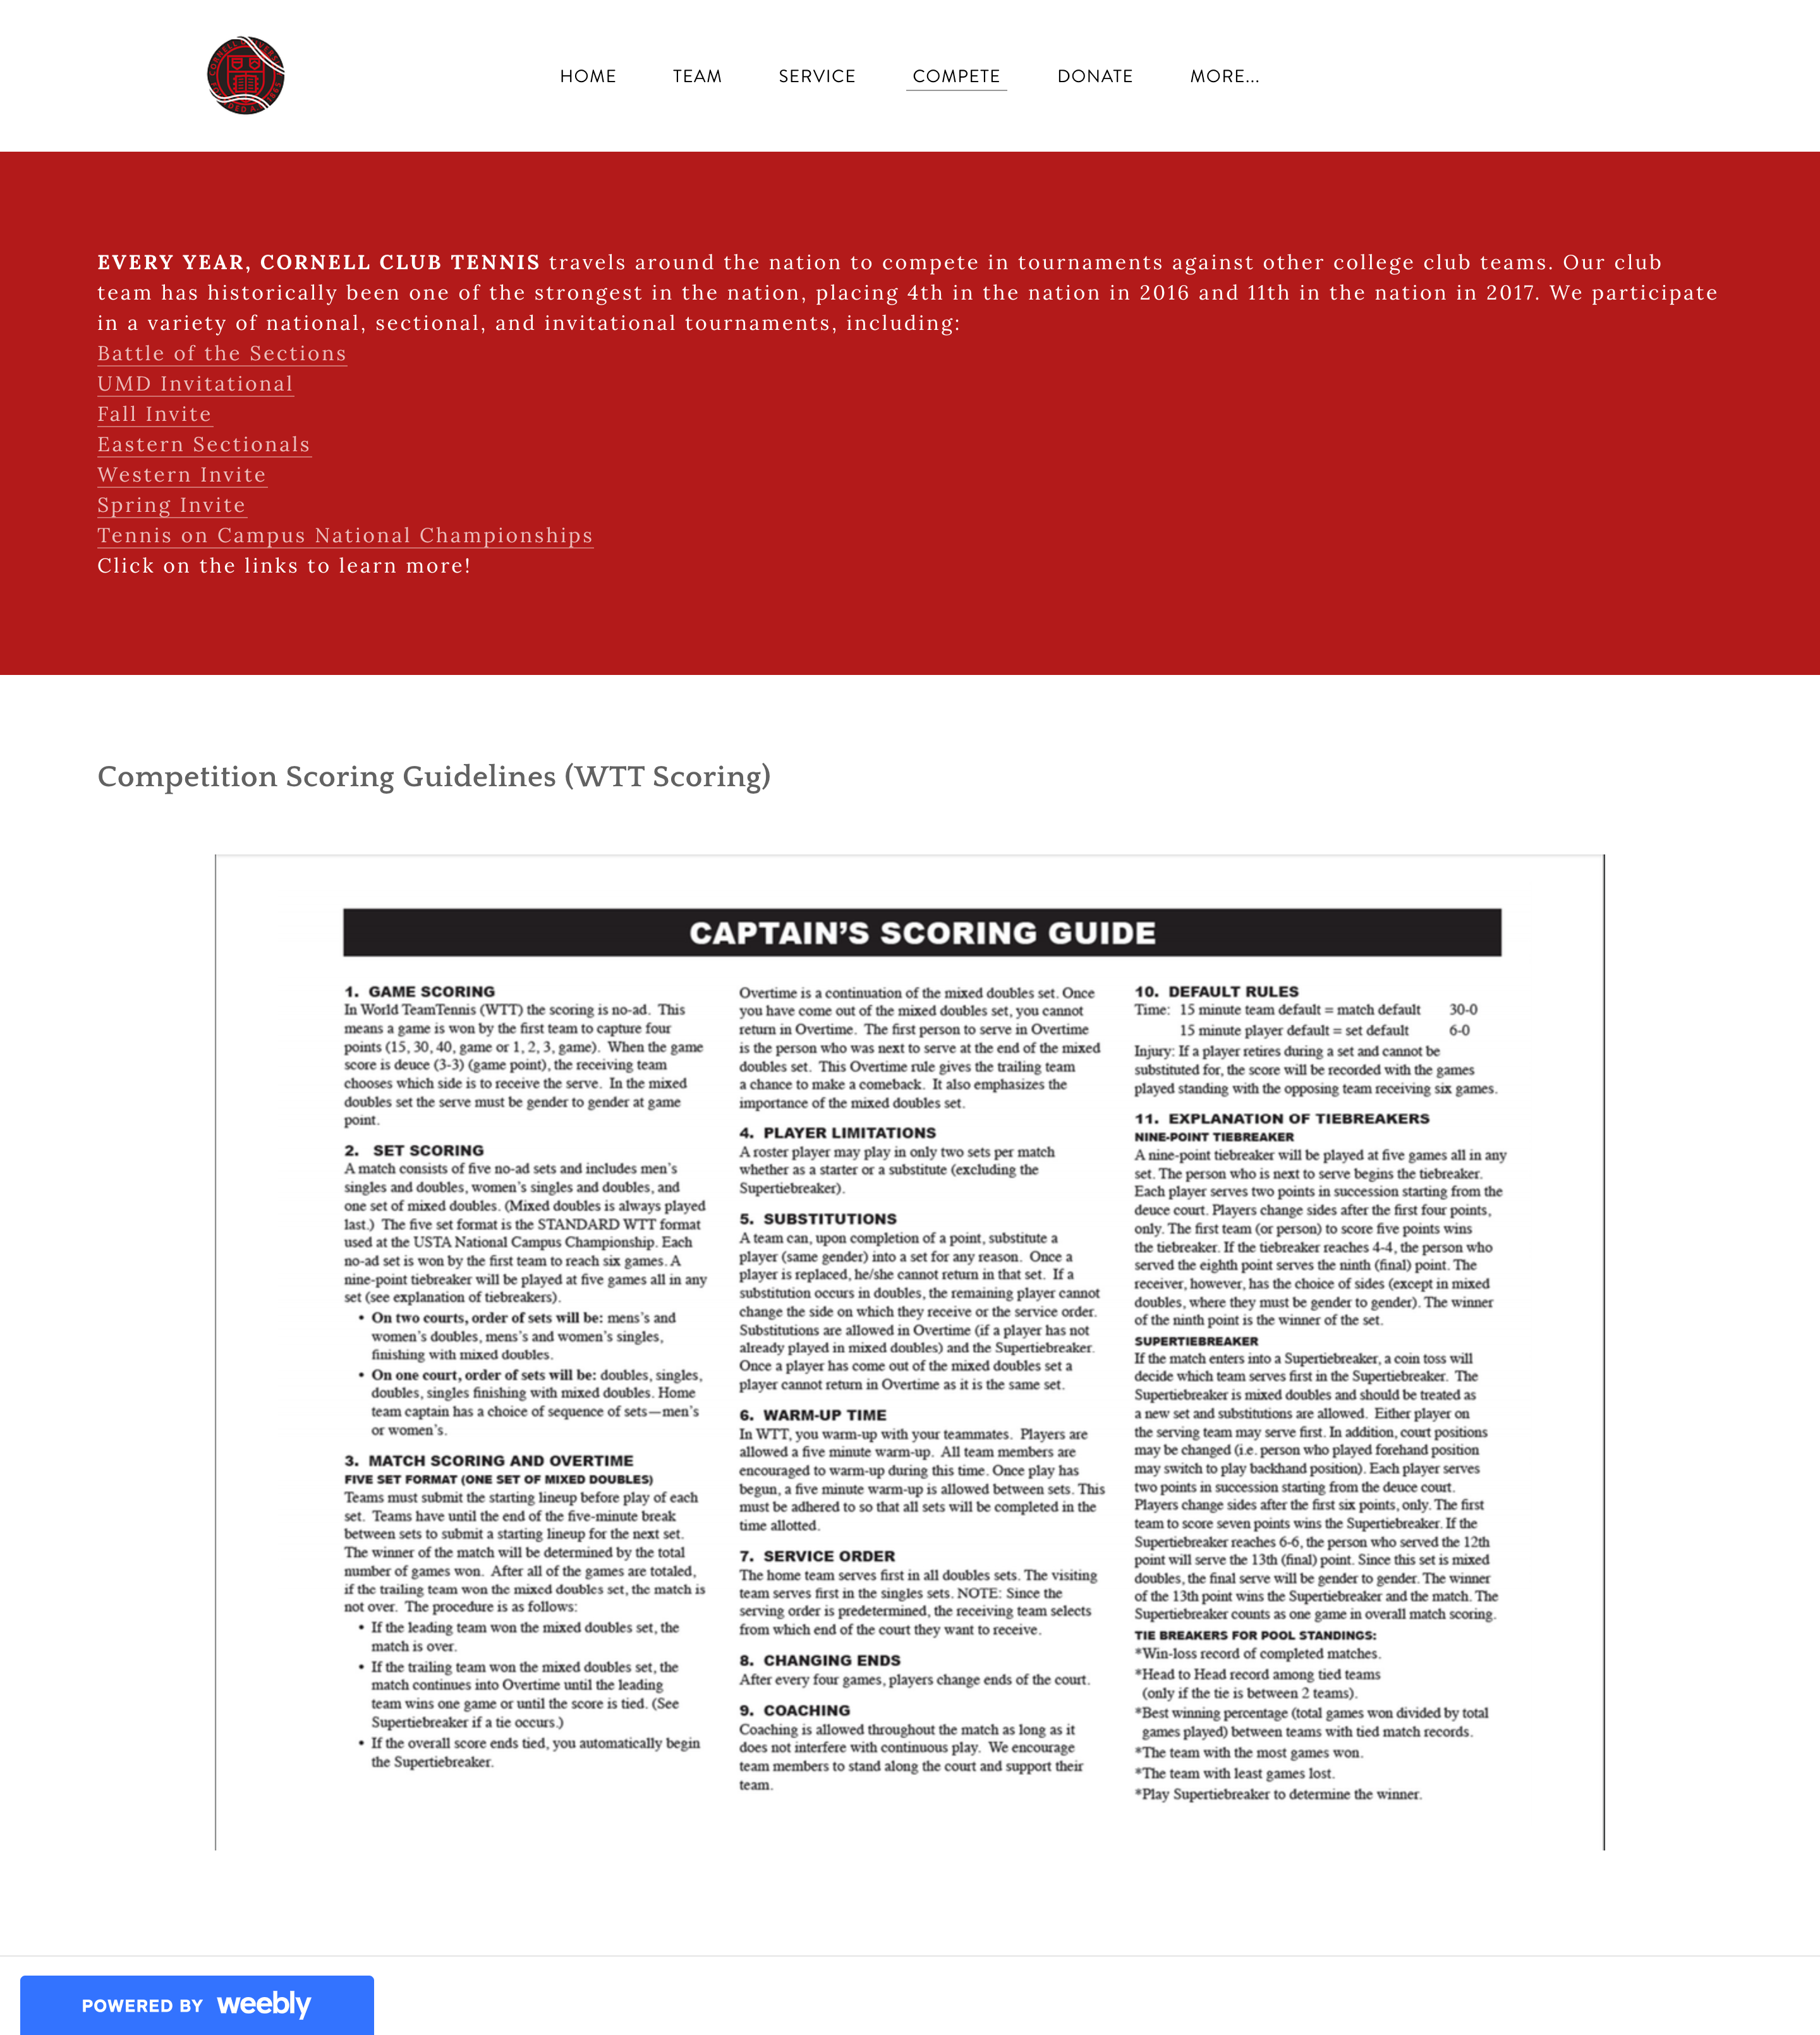 HOME TEAM SERVICE COMPETE DONATE MORE...
EVERY YEAR, CORNELL CLUB TENNIS travels around the nation to compete in tournaments against other college club teams. Our club
team has historically been one of the strongest in the nation, placing 4th in the nation in 2016 and 11th in the nation in 2017. We participate
in a variety of national, sectional, and invitational tournaments, including:
Battle of the Sections
UMD Invitational
Fall Invite
Eastern Sectionals
Western Invite
Spring Invite
Tennis on Campus National Championships
Click on the links to learn more!
Competition Scoring Guidelines (WTT Scoring)
CAPTAIN'S SCORING GUIDE
1. GAME SCORING
In World TeamTennis (WTT) the scoring is no-ad. This
means a game is won by the first team to capture four
points (15, 30, 40, game or 1, 2, 3, game). When the game
score is deuce (3-3) (game point), the receiving team
chooses which side is to receive the serve. In the mixed
doubles set the serve must be gender to gender at game
point.
2. SET SCORING
A match consists of five no-ad sets and includes men's
singles and doubles, women's singles and doubles, and
one set of mixed doubles. (Mixed doubles is always played
last.) The five set format is the STANDARD WTT format
used at the USTA National Campus Championship. Each
no-ad set is won by the first team to reach six games. A
nine-point tiebreaker will be played at five games all in any
set (see explanation of tiebreakers).
• On two courts, order of sets will be: mens's and
women's doubles, mens's and women's singles,
finishing with mixed doubles.
• On one court, order of sets will be: doubles, singles,
doubles, singles finishing with mixed doubles. Home
team captain has a choice of sequence of sets—men's
or women's.
3. MATCH SCORING AND OVERTIME
FIVE SET FORMAT (ONE SET OF MIXED DOUBLES)
Teams must submit the starting lineup before play of each
set. Teams have until the end of the five-minute break
between sets to submit a starting lineup for the next set.
The winner of the match will be determined by the total
number of games won. After all of the games are totaled,
if the trailing team won the mixed doubles set, the match is
not over. The procedure is as follows:
• If the leading team won the mixed doubles set, the
match is over.
• If the trailing team won the mixed doubles set, the
match continues into Overtime until the leading
team wins one game or until the score is tied. (See
Supertiebreaker if a tie occurs.)
• If the overall score ends tied, you automatically begin
the Supertiebreaker.
Overtime is a continuation of the mixed doubles set. Once
you have come out of the mixed doubles set, you cannot
return in Overtime. The first person to serve in Overtime
is the person who was next to serve at the end of the mixed
doubles set. This Overtime rule gives the trailing team
a chance to make a comeback. It also emphasizes the
importance of the mixed doubles set.
4. PLAYER LIMITATIONS
A roster player may play in only two sets per match
whether as a starter or a substitute (excluding the
Supertiebreaker).
5. SUBSTITUTIONS
A team can, upon completion of a point, substitute a
player (same gender) into a set for any reason. Once a
player is replaced, he/she cannot return in that set. If a
substitution occurs in doubles, the remaining player cannot
change the side on which they receive or the service order.
Substitutions are allowed in Overtime (if a player has not
already played in mixed doubles) and the Supertiebreaker.
Once a player has come out of the mixed doubles set a
player cannot return in Overtime as it is the same set.
6. WARM-UP TIME
In WTT, you warm-up with your teammates. Players are
allowed a five minute warm-up. All team members are
encouraged to warm-up during this time. Once play has
begun, a five minute warm-up is allowed between sets. This
must be adhered to so that all sets will be completed in the
time allotted.
7. SERVICE ORDER
The home team serves first in all doubles sets. The visiting
team serves first in the singles sets. NOTE: Since the
serving order is predetermined, the receiving team selects
from which end of the court they want to receive.
8. CHANGING ENDS
After every four games, players change ends of the court.
9. COACHING
Coaching is allowed throughout the match as long as it
does not interfere with continuous play. We encourage
team members to stand along the court and support their
team.
10. DEFAULT RULES
Time: 15 minute team default = match default 30-0
15 minute player default = set default 6-0
Injury: If a player retires during a set and cannot be
substituted for, the score will be recorded with the games
played standing with the opposing team receiving six games.
11. EXPLANATION OF TIEBREAKERS
NINE-POINT TIEBREAKER
A nine-point tiebreaker will be played at five games all in any
set. The person who is next to serve begins the tiebreaker.
Each player serves two points in succession starting from the
deuce court. Players change sides after the first four points,
only. The first team (or person) to score five points wins
the tiebreaker. If the tiebreaker reaches 4-4, the person who
served the eighth point serves the ninth (final) point. The
receiver, however, has the choice of sides (except in mixed
doubles, where they must be gender to gender). The winner
of the ninth point is the winner of the set.
SUPERTIEBREAKER
If the match enters into a Supertiebreaker, a coin toss will
decide which team serves first in the Supertiebreaker. The
Supertiebreaker is mixed doubles and should be treated as
a new set and substitutions are allowed. Either player on
the serving team may serve first. In addition, court positions
may be changed (i.e. person who played forehand position
may switch to play backhand position). Each player serves
two points in succession starting from the deuce court.
Players change sides after the first six points, only. The first
team to score seven points wins the Supertiebreaker. If the
Supertiebreaker reaches 6-6, the person who served the 12th
point will serve the 13th (final) point. Since this set is mixed
doubles, the final serve will be gender to gender. The winner
of the 13th point wins the Supertiebreaker and the match. The
Supertiebreaker counts as one game in overall match scoring.
TIE BREAKERS FOR POOL STANDINGS:
*Win-loss record of completed matches.
*Head to Head record among tied teams
(only if the tie is between 2 teams).
*Best winning percentage (total games won divided by total
games played) between teams with tied match records.
*The team with the most games won.
*The team with least games lost.
*Play Supertiebreaker to determine the winner.
POWERED BY weebly